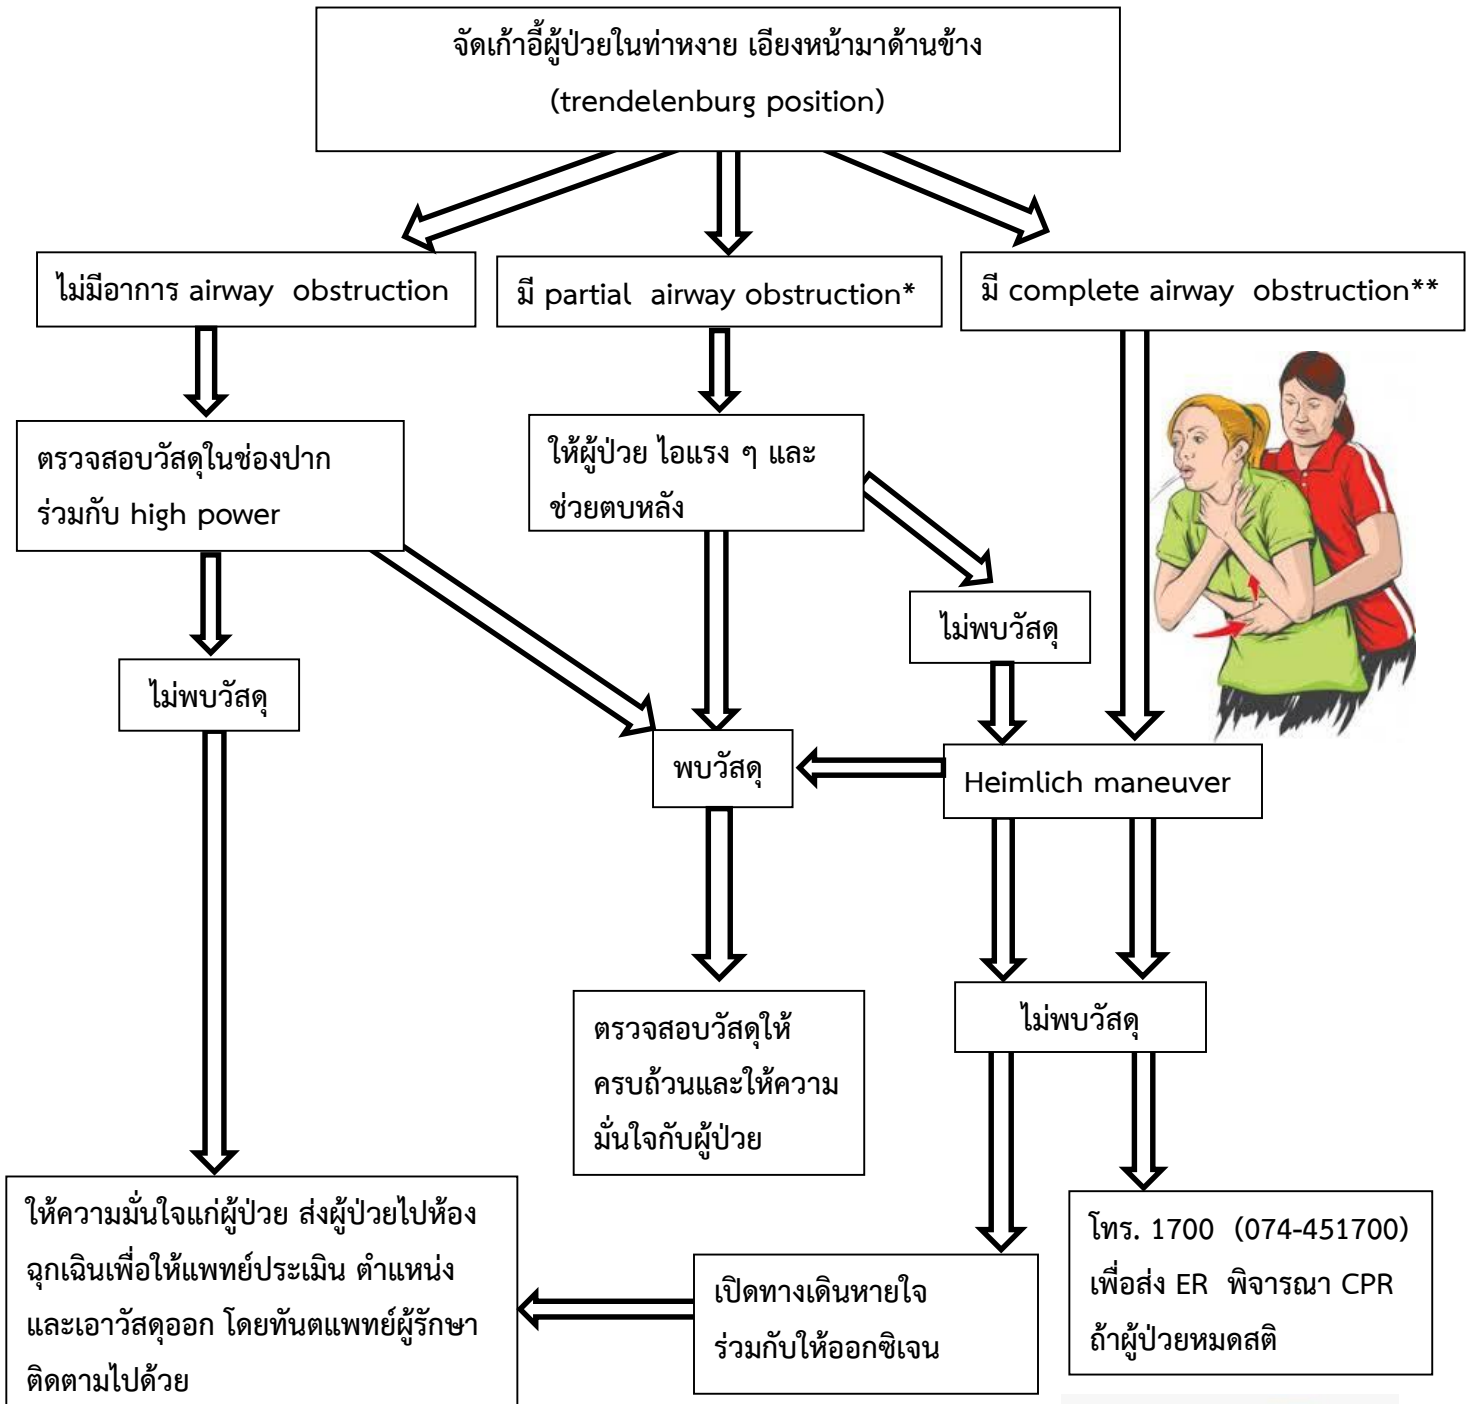 จัดเก้าอี้ผู้ป่วยในท่าหงาย เอียงหน้ามาด้านข้าง
(trendelenburg position)
ไม่มีอาการ airway obstruction
มี partial airway obstruction*
มี complete airway obstruction**
ตรวจสอบวัสดุในช่องปาก
ร่วมกับ high power
ให้ผู้ป่วย ไอแรง ๆ และ
ช่วยตบหลัง
ไม่พบวัสดุ
ไม่พบวัสดุ
พบวัสดุ
Heimlich maneuver
ตรวจสอบวัสดุให้
ครบถ้วนและให้ความ
มั่นใจกับผู้ป่วย
ไม่พบวัสดุ
ให้ความมั่นใจแก่ผู้ป่วย ส่งผู้ป่วยไปห้อง
ฉุกเฉินเพื่อให้แพทย์ประเมิน ตำแหน่ง
และเอาวัสดุออก โดยทันตแพทย์ผู้รักษา
ติดตามไปด้วย
เปิดทางเดินหายใจ
ร่วมกับให้ออกซิเจน
โทร. 1700 (074-451700)
เพื่อส่ง ER พิจารณา CPR
ถ้าผู้ป่วยหมดสติ